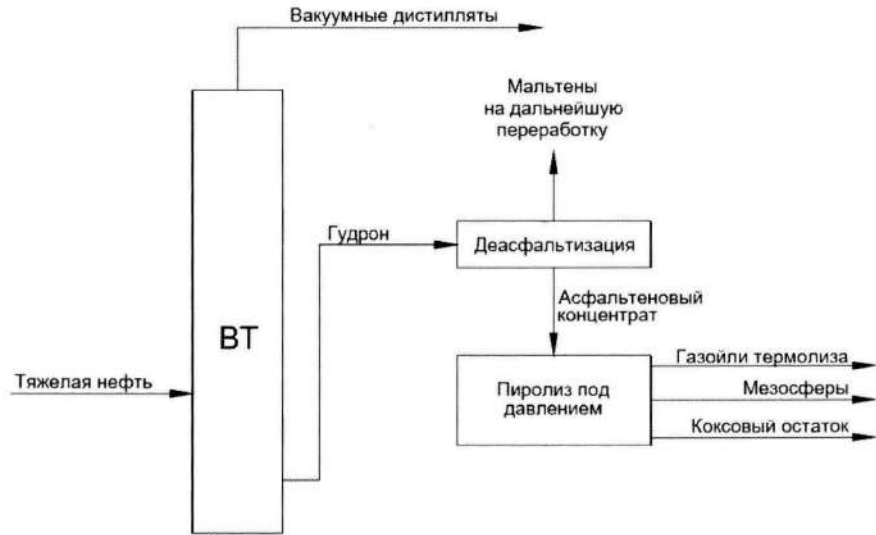 Вакуумные дистилляты
Мальтены
на дальнейшую
переработку
Гудрон
Деасфальтизация
Асфальтеновый
концентрат
ВТ
Тяжелая нефть
Пиролиз под
давлением
Газойли термолиза
Мезосферы
Коксовый остаток